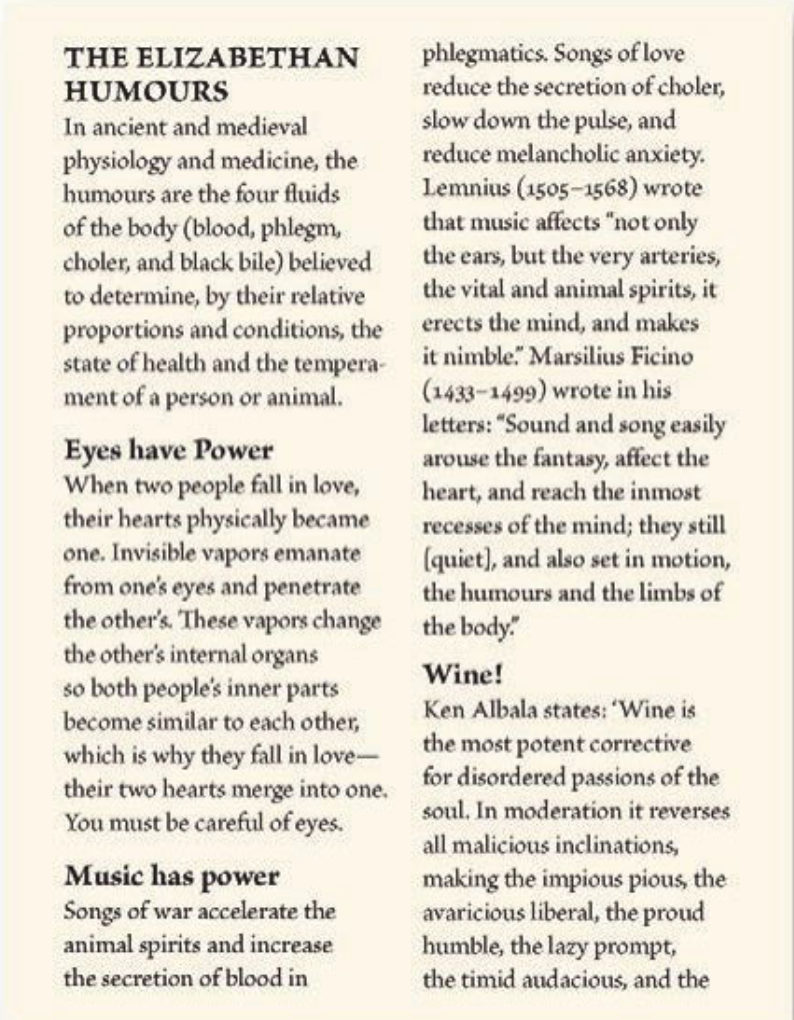 THE ELIZABETHAN
HUMOURS
In ancient and medieval
physiology and medicine, the
humours are the four fluids
of the body (blood, phlegm,
choler, and black bile) believed
to determine, by their relative
proportions and conditions, the
state of health and the tempera-
ment of a person or animal.
Eyes have Power
When two people fall in love,
their hearts physically became
one. Invisible vapors emanate
from one's eyes and penetrate
the other's. These vapors change
the other's internal organs
so both people's inner parts
become similar to each other,
which is why they fall in love—
their two hearts merge into one.
You must be careful of eyes.
Music has power
Songs of war accelerate the
animal spirits and increase
the secretion of blood in
phlegmatics. Songs of love
reduce the secretion of choler,
slow down the pulse, and
reduce melancholic anxiety.
Lemnius (1505–1568) wrote
that music affects "not only
the ears, but the very arteries,
the vital and animal spirits, it
erects the mind, and makes
it nimble." Marsilius Ficino
(1433–1499) wrote in his
letters: "Sound and song easily
arouse the fantasy, affect the
heart, and reach the inmost
recesses of the mind; they still
[quiet], and also set in motion,
the humours and the limbs of
the body."
Wine!
Ken Albala states: 'Wine is
the most potent corrective
for disordered passions of the
soul. In moderation it reverses
all malicious inclinations,
making the impious pious, the
avaricious liberal, the proud
humble, the lazy prompt,
the timid audacious, and the